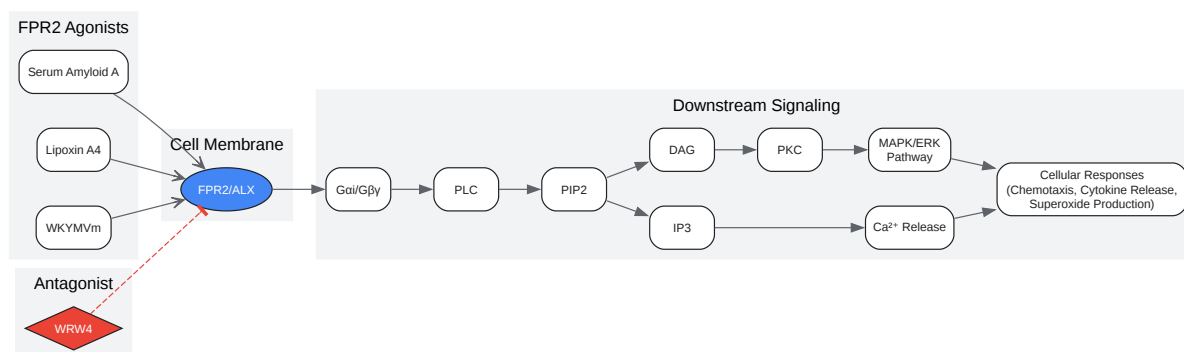 FPR2 Agonists
Serum Amyloid A
Lipoxin A4
WKYMVm
Antagonist
WRW4
Cell Membrane
FPR2/ALX
Downstream Signaling
Gαi/Gβγ
PLC
PIP2
DAG
PKC
MAPK/ERK
Pathway
IP3
Ca²⁺ Release
Cellular Responses
(Chemotaxis, Cytokine Release,
Superoxide Production)